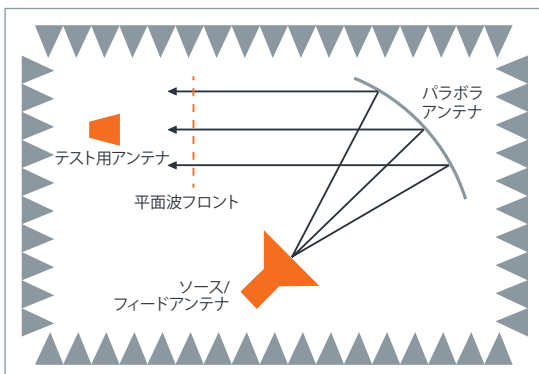 パラボラ
アンテナ
テスト用アンテナ
平面波フロント
ソース/
フィードアンテナ